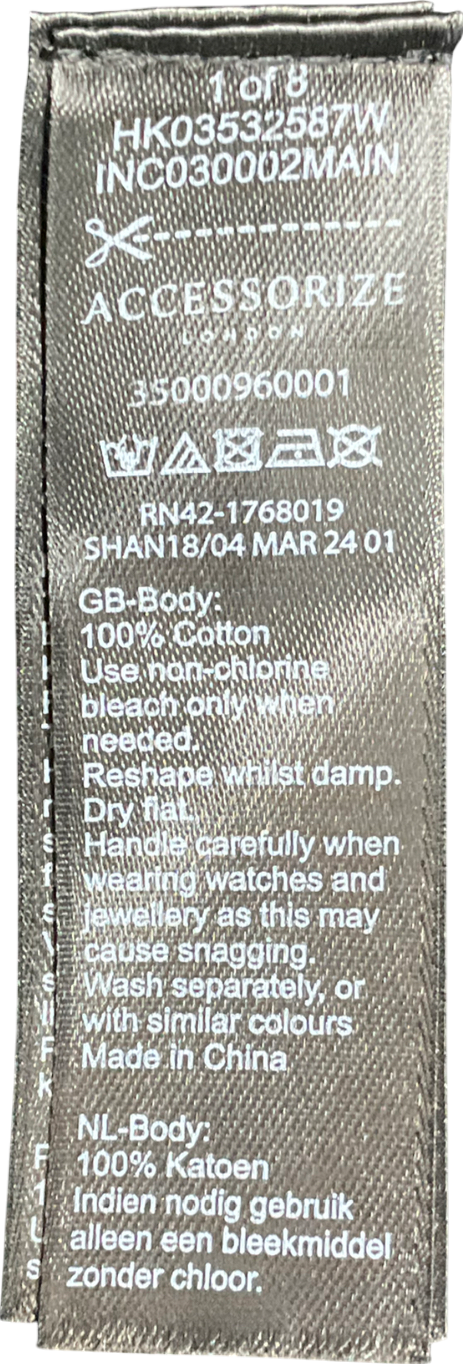 1 of 8
HK03532587W
INC030002MAIN
ACCESSORIZE
LONDON
35000960001
RN42-1768019
SHAN18/04 MAR 24 01
GB-Body:
100% Cotton
Use non-chlorine
bleach only when
needed.
Reshape whilst damp.
Dry flat.
Handle carefully when
wearing watches and
jewellery as this may
cause snagging.
Wash separately, or
with similar colours
Made in China
NL-Body:
100% Katoen
Indien nodig gebruik
alleen een bleekmiddel
zonder chloor.